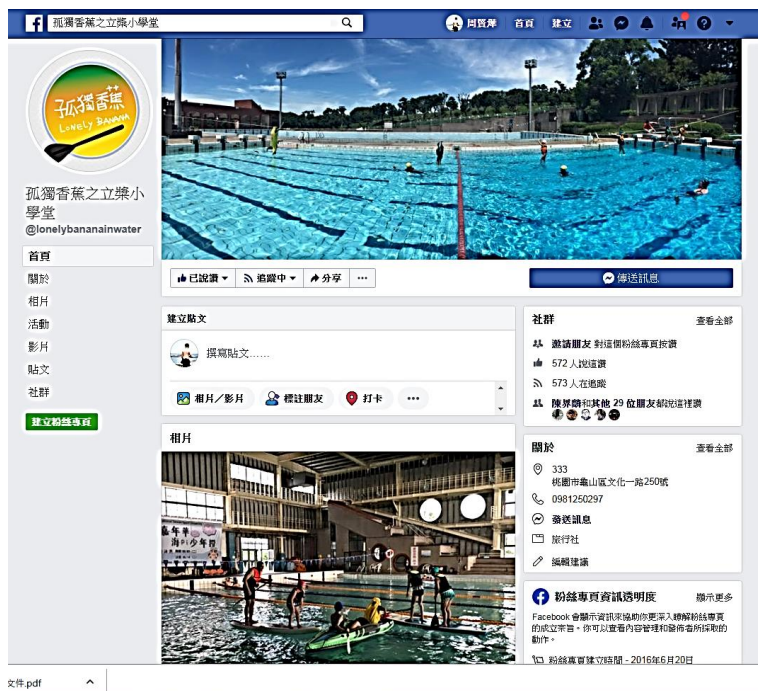 孤獨香蕉之立槳小學堂
周賢澤 首頁 建立
孤獨香蕉
LONELY BANANA
孤獨香蕉之立槳小
學堂
@lonelybananainwater
首頁
關於
相片
活動
影片
貼文
社群
建立粉絲專頁
已說讚 追蹤中 分享 ...
傳送訊息
建立貼文
撰寫貼文......
相片/影片 標註朋友 打卡 ...
相片
嘉年華
海Pi少年隊
社群 查看全部
邀請朋友 對這個粉絲專頁按讚
572 人說這讚
573 人在追蹤
和其他 29 位朋友都說這裡讚
關於 查看全部
333
桃園市龜山區文化一路250號
0981250297
發送訊息
旅行社
編輯建議
粉絲專頁資訊透明度 顯示更多
Facebook 會顯示資訊來協助你更深入瞭解粉絲專頁
的成立宗旨。你可以查看內容管理和發佈者所採取的
動作。
粉絲專頁建立時間 - 2016年6月20日
文件.pdf